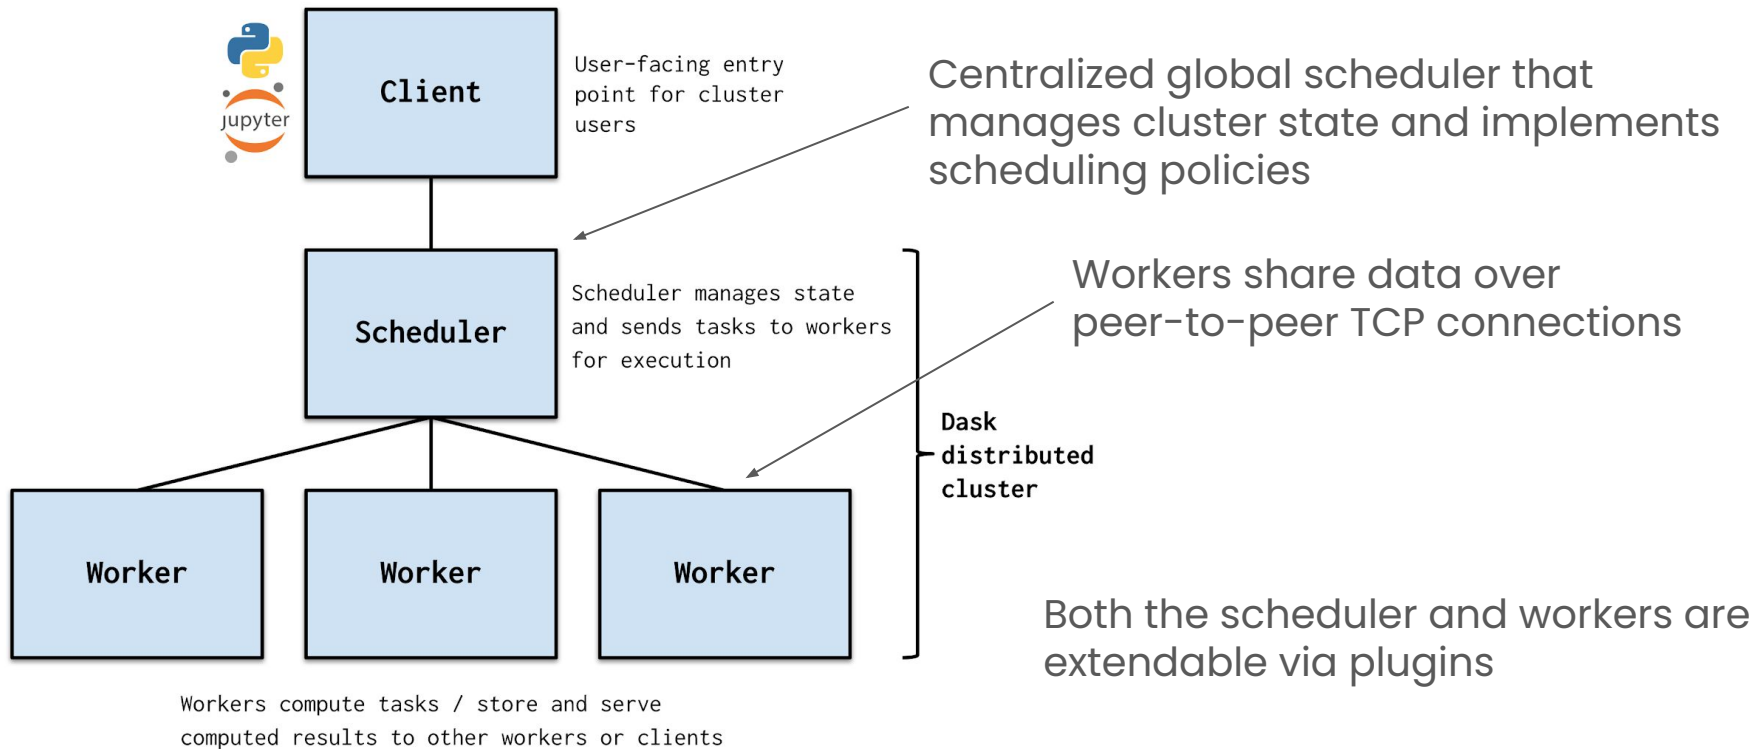 Client
jupyter
User-facing entry
point for cluster
users
Centralized global scheduler that
manages cluster state and implements
scheduling policies
Scheduler
Scheduler manages state
and sends tasks to workers
for execution
Workers share data over
peer-to-peer TCP connections
Dask
distributed
cluster
Worker
Worker
Worker
Both the scheduler and workers are
extendable via plugins
Workers compute tasks / store and serve
computed results to other workers or clients